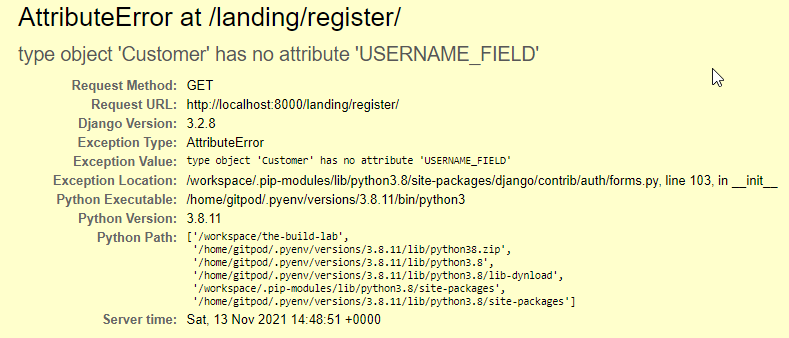 AttributeError at /landing/register/
type object 'Customer' has no attribute 'USERNAME_FIELD'
Request Method: GET
Request URL: http://localhost:8000/landing/register/
Django Version: 3.2.8
Exception Type: AttributeError
Exception Value: type object 'Customer' has no attribute 'USERNAME_FIELD'
Exception Location: /workspace/.pip-modules/lib/python3.8/site-packages/django/contrib/auth/forms.py, line 103, in __init__
Python Executable: /home/gitpod/.pyenv/versions/3.8.11/bin/python3
Python Version: 3.8.11
Python Path: ['/workspace/the-build-lab',
'/home/gitpod/.pyenv/versions/3.8.11/lib/python38.zip',
'/home/gitpod/.pyenv/versions/3.8.11/lib/python3.8',
'/home/gitpod/.pyenv/versions/3.8.11/lib/python3.8/lib-dynload',
'/workspace/.pip-modules/lib/python3.8/site-packages',
'/home/gitpod/.pyenv/versions/3.8.11/lib/python3.8/site-packages']
Server time: Sat, 13 Nov 2021 14:48:51 +0000